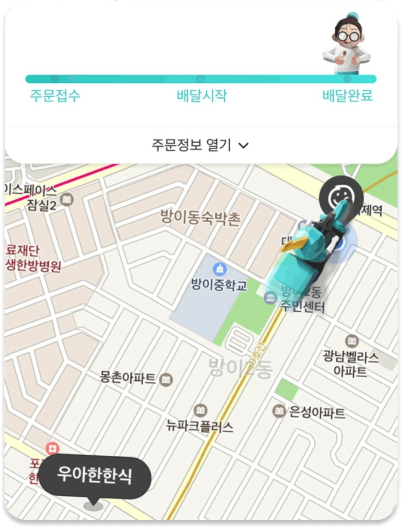 주문접수
배달시작
배달완료
주문정보 열기
이스페이스
잠실2
제역
방이동숙박촌
료재단
생한방병원
방이중학교
방이2동
주민센터
방이2동
광남벨라스
아파트
몽촌아파트
은성아파트
뉴파크플러스
우아한한식